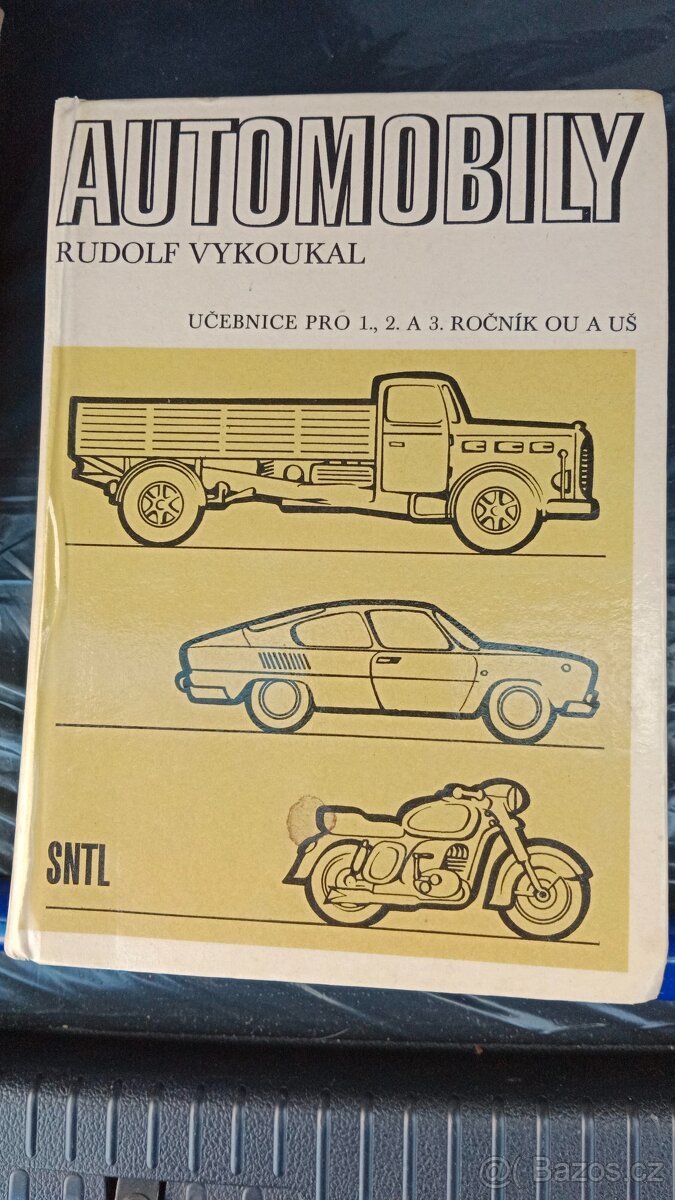 AUTOMOBILY
RUDOLF VYKOUKAL
UČEBNICE PRO 1., 2. A 3. ROČNÍK OU A UŠ
SNTL
Bazos.cz